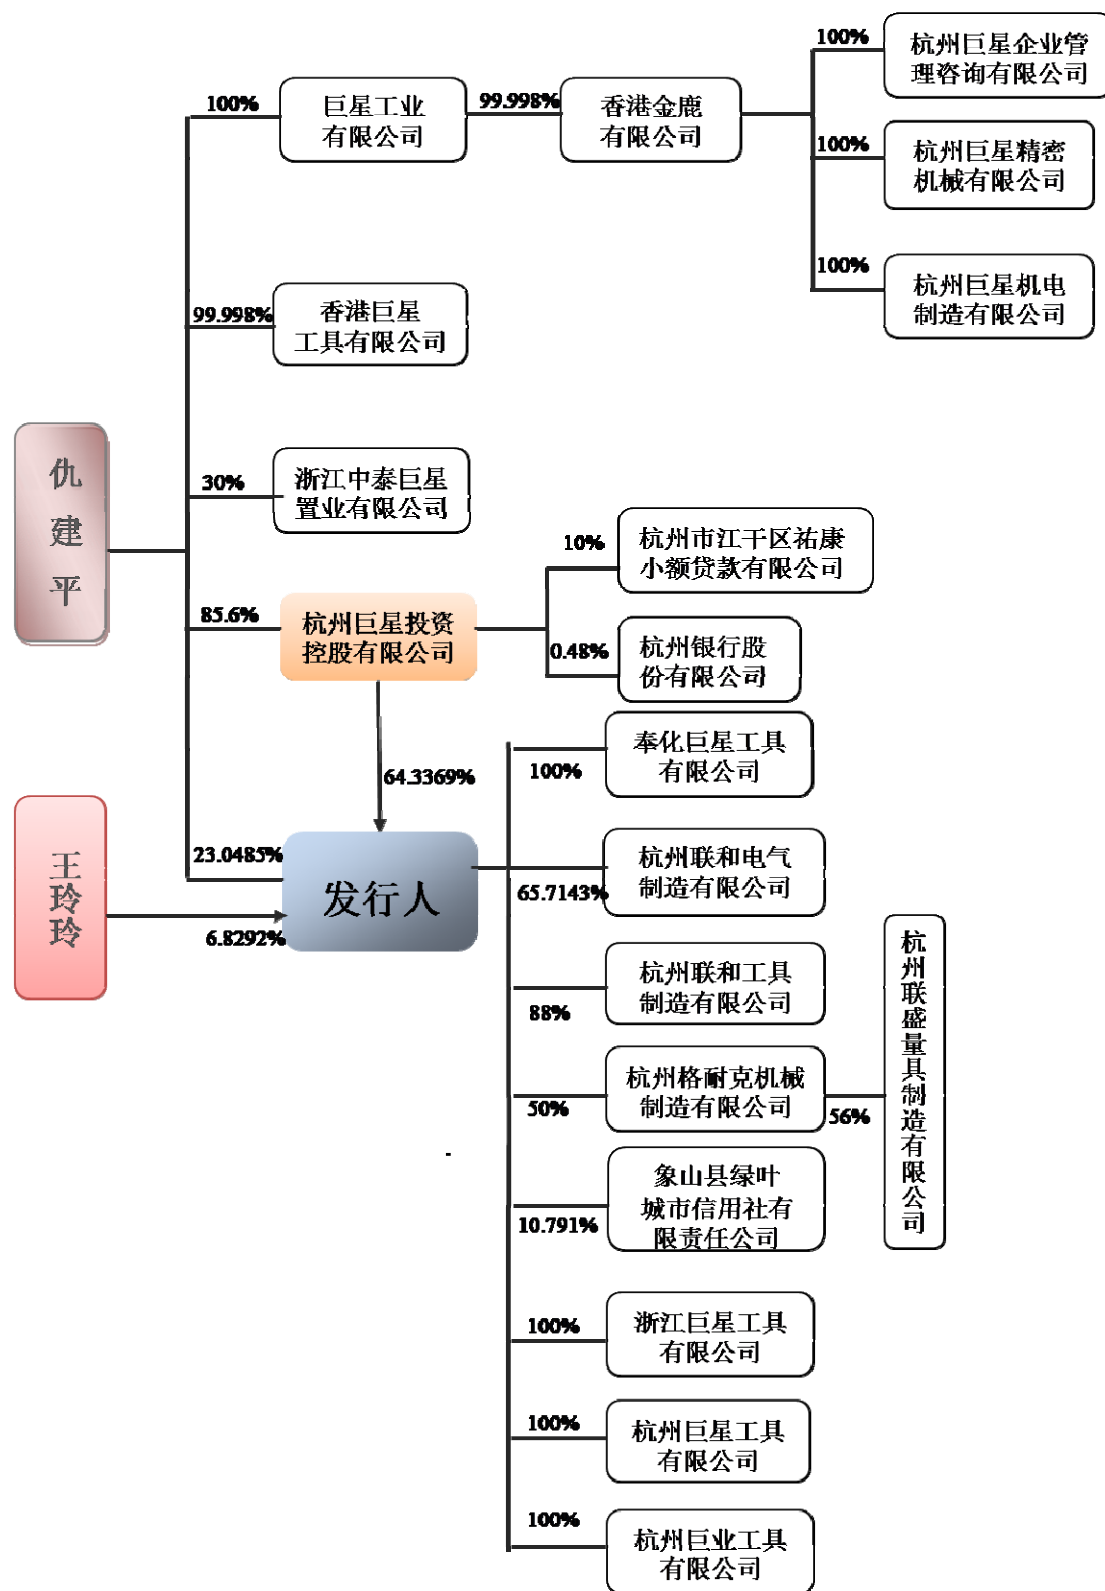 100%
杭州巨星企业管
理咨询有限公司
100%
巨星工业
有限公司
99.998%
香港金鹿
有限公司
100%
杭州巨星精密
机械有限公司
100%
杭州巨星机电
制造有限公司
99.998%
香港巨星
工具有限公司
仇
建
平
30%
浙江中泰巨星
置业有限公司
10%
杭州市江干区祐康
小额贷款有限公司
85.6%
杭州巨星投资
控股有限公司
0.48%
杭州银行股
份有限公司
64.3369%
100%
奉化巨星工具
有限公司
王
玲
玲
23.0485%
6.8292%
发行人
65.7143%
杭州联和电气
制造有限公司
88%
杭州联和工具
制造有限公司
50%
杭州格耐克机械
制造有限公司
56%
杭州联盛量具制造有限公司
10.791%
象山县绿叶
城市信用社有
限责任公司
100%
浙江巨星工具
有限公司
100%
杭州巨星工具
有限公司
100%
杭州巨业工具
有限公司